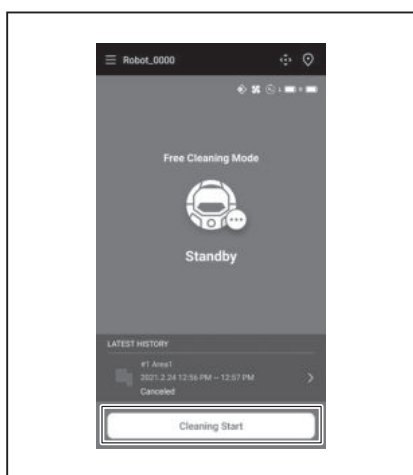 Robot_0000
L R
Free Cleaning Mode
Standby
LATEST HISTORY
#1 Area1
2021.2.24 12:56 PM – 12:57 PM
Canceled
Cleaning Start